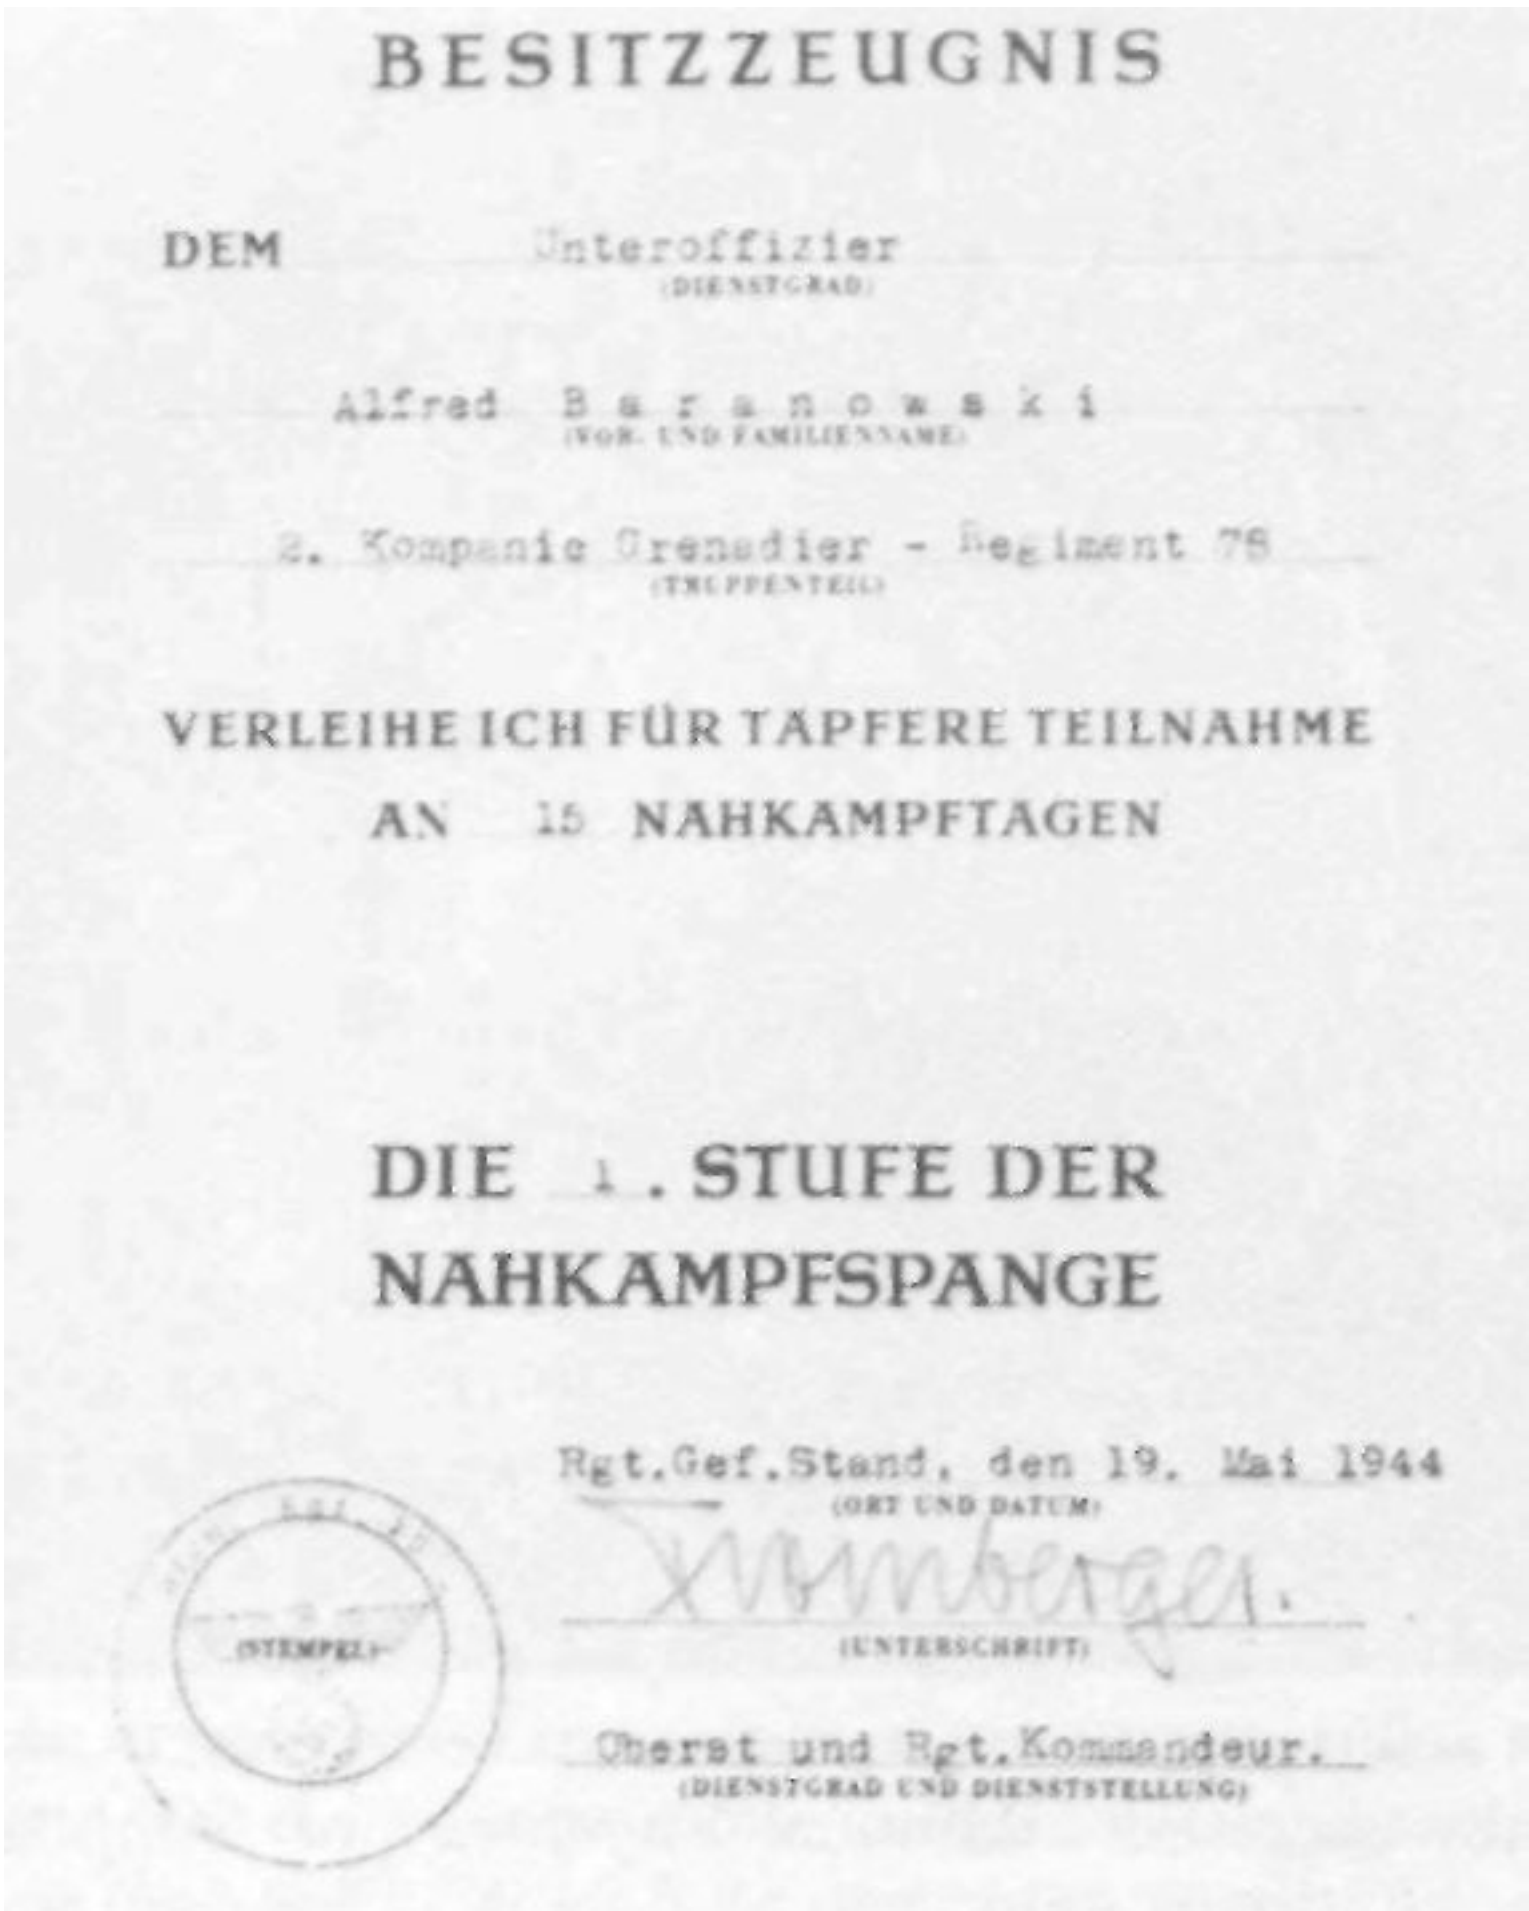 BESITZZEUGNIS
DEM Unteroffizier
(DIENSTGRAD)
Alfred Baranowski
(VOR- UND FAMILIENNAME)
2. Kompanie Grenadier - Regiment 78
(TRUPPENTEIL)
VERLEIHE ICH FÜR TAPFERE TEILNAHME
AN 15 NAHKAMPFTAGEN
DIE 1. STUFE DER
NAHKAMPFSPANGE
Rgt.Gef.Stand, den 19. Mai 1944
(ORT UND DATUM)
(STEMPEL)
(UNTERSCHRIFT)
Oberst und Rgt.Kommandeur.
(DIENSTGRAD UND DIENSTSTELLUNG)